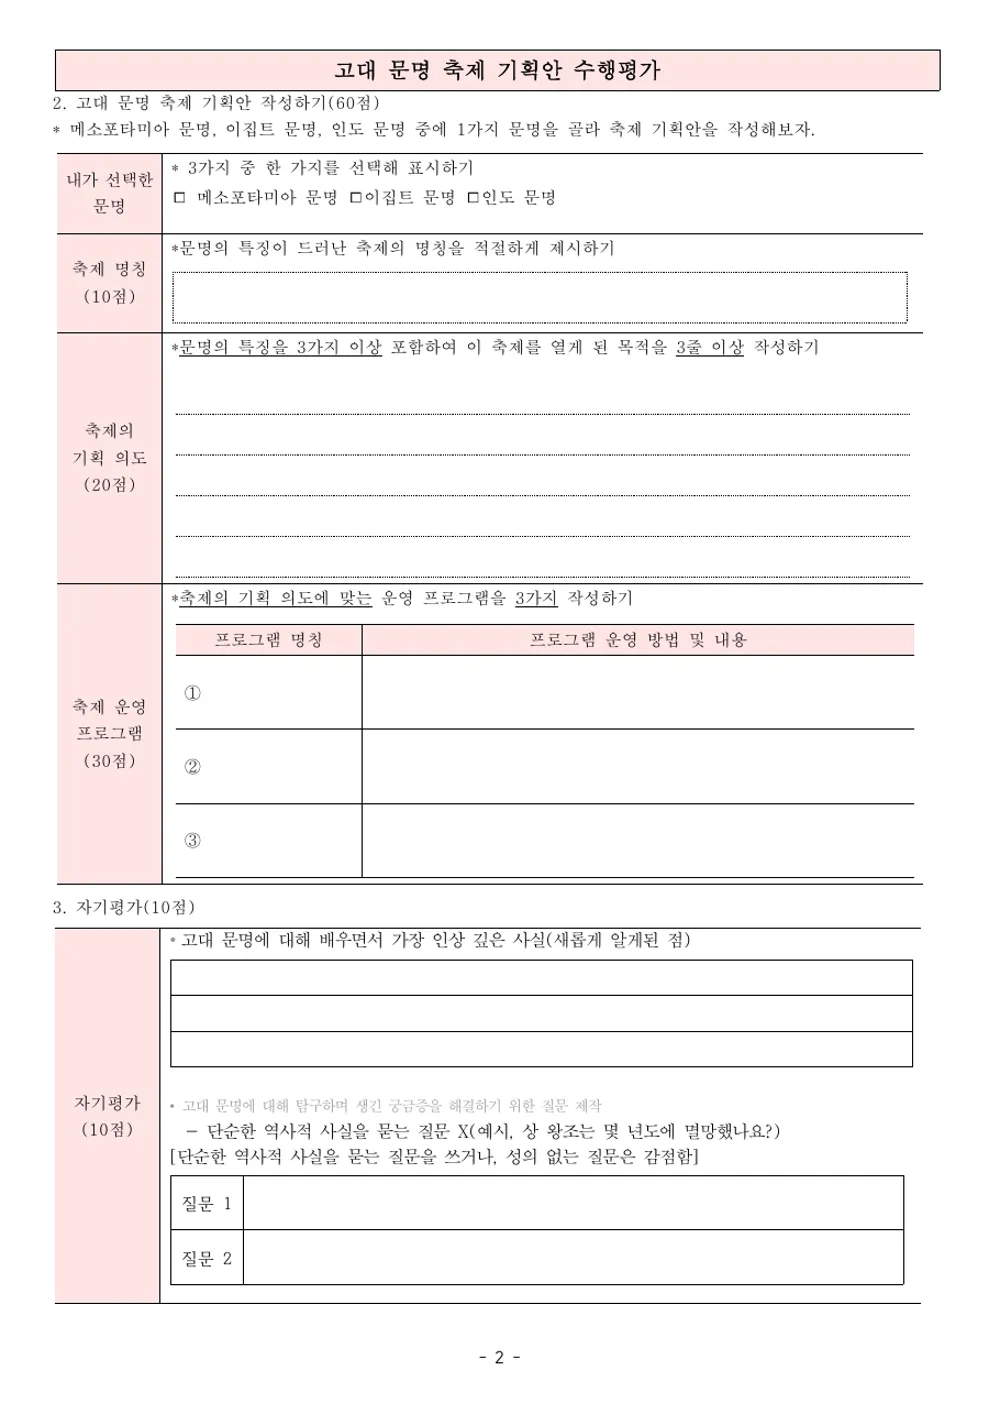 고대 문명 축제 기획안 수행평가
2. 고대 문명 축제 기획안 작성하기(60점)
* 메소포타미아 문명, 이집트 문명, 인도 문명 중에 1가지 문명을 골라 축제 기획안을 작성해보자.
내가 선택한
문명
* 3가지 중 한 가지를 선택해 표시하기
□ 메소포타미아 문명 □이집트 문명 □인도 문명
축제 명칭
(10점)
*문명의 특징이 드러난 축제의 명칭을 적절하게 제시하기
축제의
기획 의도
(20점)
*문명의 특징을 3가지 이상 포함하여 이 축제를 열게 된 목적을 3줄 이상 작성하기
축제 운영
프로그램
(30점)
*축제의 기획 의도에 맞는 운영 프로그램을 3가지 작성하기
프로그램 명칭 프로그램 운영 방법 및 내용
①
②
③
3. 자기평가(10점)
자기평가
(10점)
• 고대 문명에 대해 배우면서 가장 인상 깊은 사실(새롭게 알게된 점)
• 고대 문명에 대해 탐구하며 생긴 궁금증을 해결하기 위한 질문 제작
- 단순한 역사적 사실을 묻는 질문 X(예시, 상 왕조는 몇 년도에 멸망했나요?)
[단순한 역사적 사실을 묻는 질문을 쓰거나, 성의 없는 질문은 감점함]
질문 1
질문 2
- 2 -